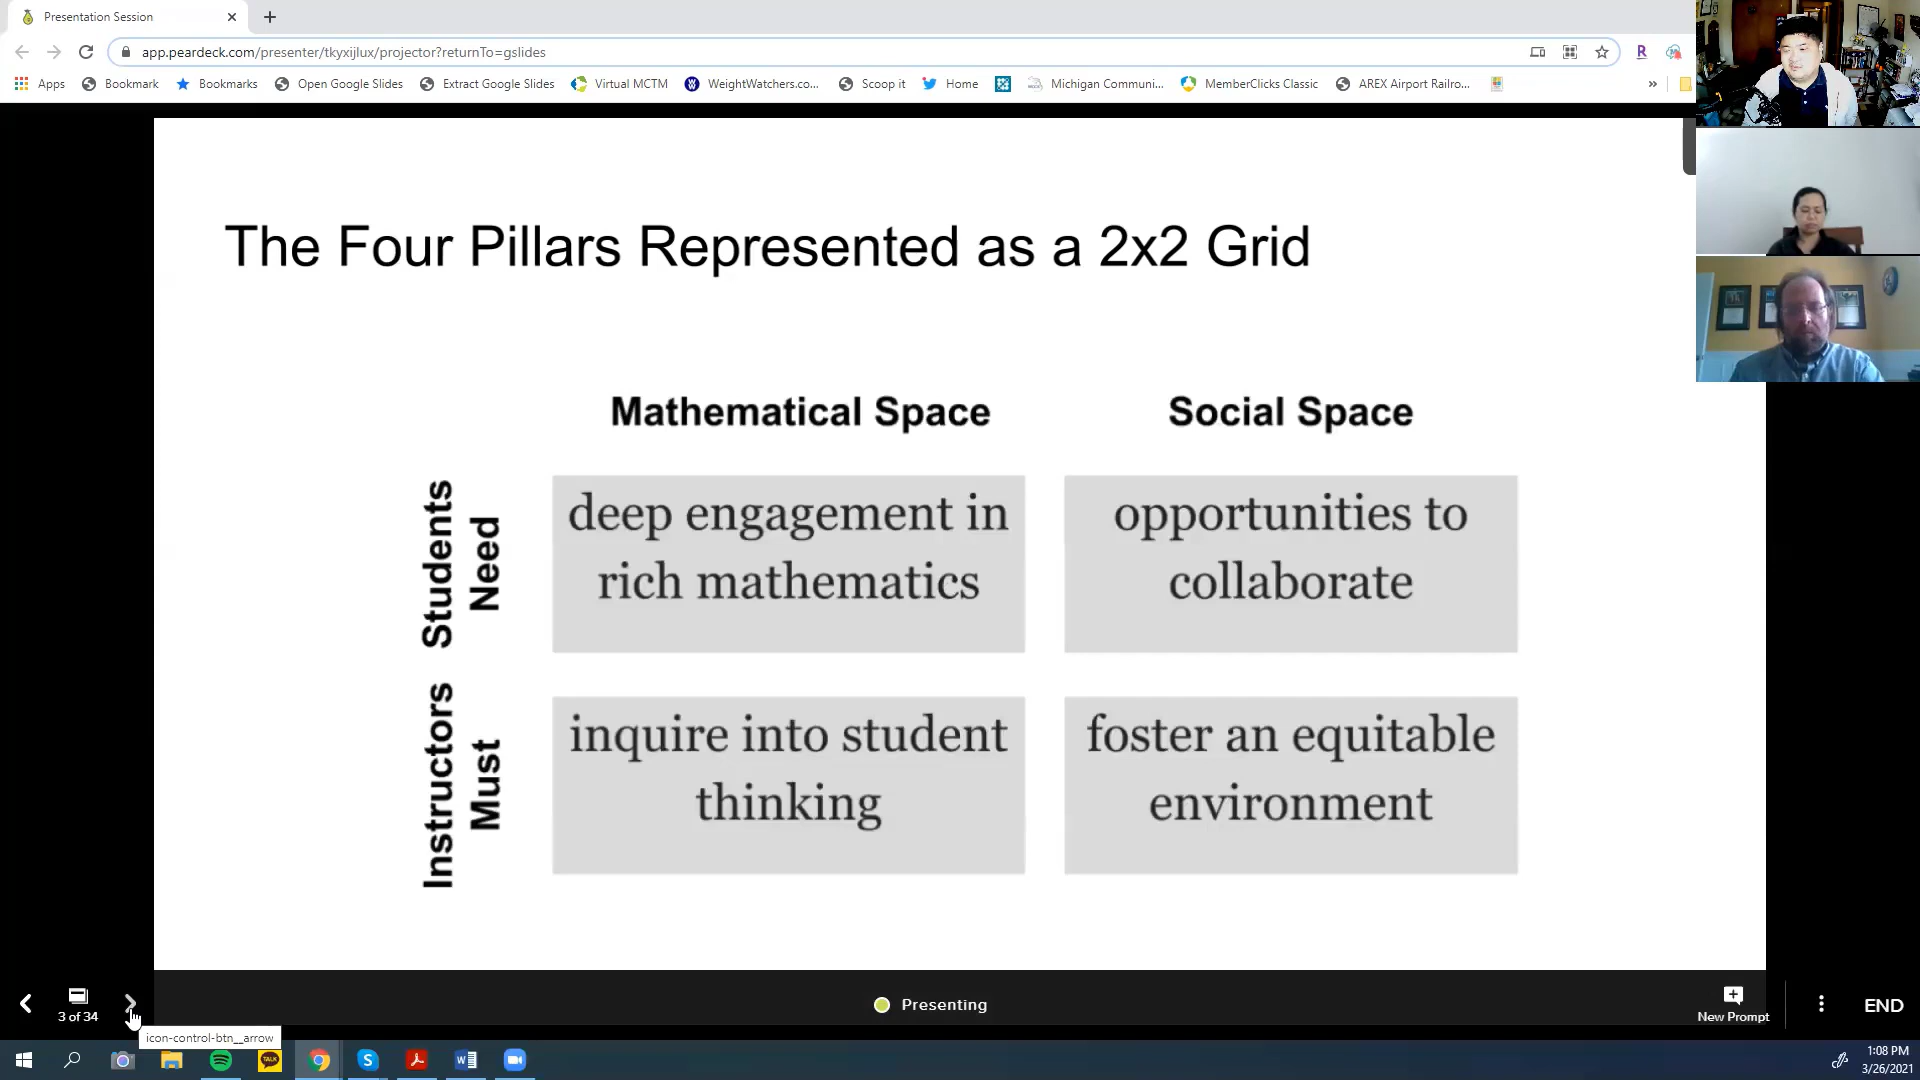 Presentation Session
app.peardeck.com/presenter/tkyxijlux/projector?returnTo=gslides
R
Apps Bookmark Bookmarks Open Google Slides Extract Google Slides Virtual MCTM WeightWatchers.co... Scoop it Home Michigan Communi... MemberClicks Classic AREX Airport Railro... »
The Four Pillars Represented as a 2x2 Grid
Mathematical Space Social Space
Students
Need
deep engagement in
rich mathematics
opportunities to
collaborate
Instructors
Must
inquire into student
thinking
foster an equitable
environment
3 of 34
Presenting
New Prompt
END
icon-control-btn__arrow
TALK
1:08 PM
3/26/2021